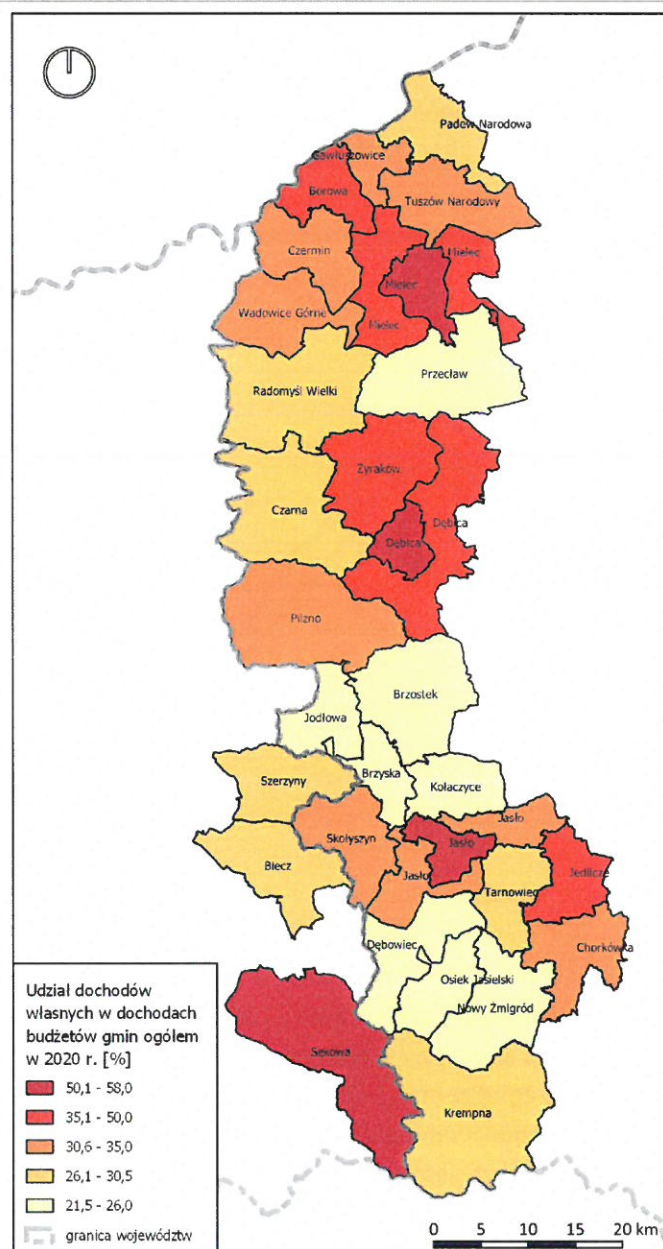 Padew Narodowa
Gawłuszowice
Borowa
Tuszów Narodowy
Czermin
Mielec
Mielec
Wadowice Górne
Mielec
Przecław
Radomyśl Wielki
Żyraków
Czarna
Dębica
Dębica
Pilzno
Brzostek
Jodłowa
Brzyska
Szerzyny
Kołaczyce
Jasło
Skołyszyn
Jasło
Jedlicze
Biecz
Jasło
Tarnowiec
Dębowiec
Chorkówka
Osiek Jasielski
Nowy Żmigród
Sękowa
Krempna
Udział dochodów
własnych w dochodach
budżetów gmin ogółem
w 2020 r. [%]
50,1 - 58,0
35,1 - 50,0
30,6 - 35,0
26,1 - 30,5
21,5 - 26,0
granica województw
0 5 10 15 20 km